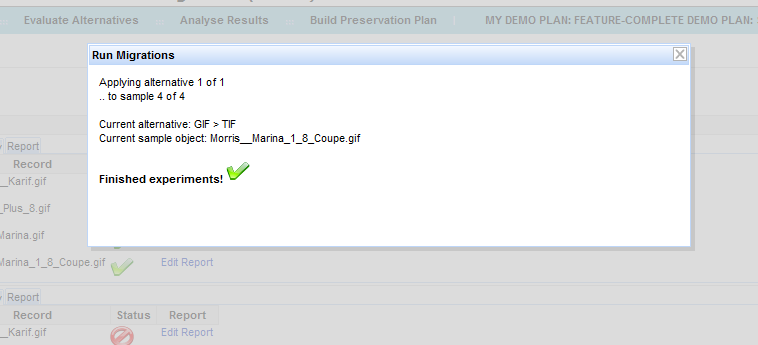 Evaluate Alternatives Analyse Results Build Preservation Plan MY DEMO PLAN: FEATURE-COMPLETE DEMO PLAN:
Run Migrations
Applying alternative 1 of 1
.. to sample 4 of 4
Current alternative: GIF > TIF
Current sample object: Morris__Marina_1_8_Coupe.gif
Finished experiments!
Report
Record
_Karif.gif
_Plus_8.gif
Marina.gif
Marina_1_8_Coupe.gif Edit Report
Report
Record Status Report
_Karif.gif Edit Report